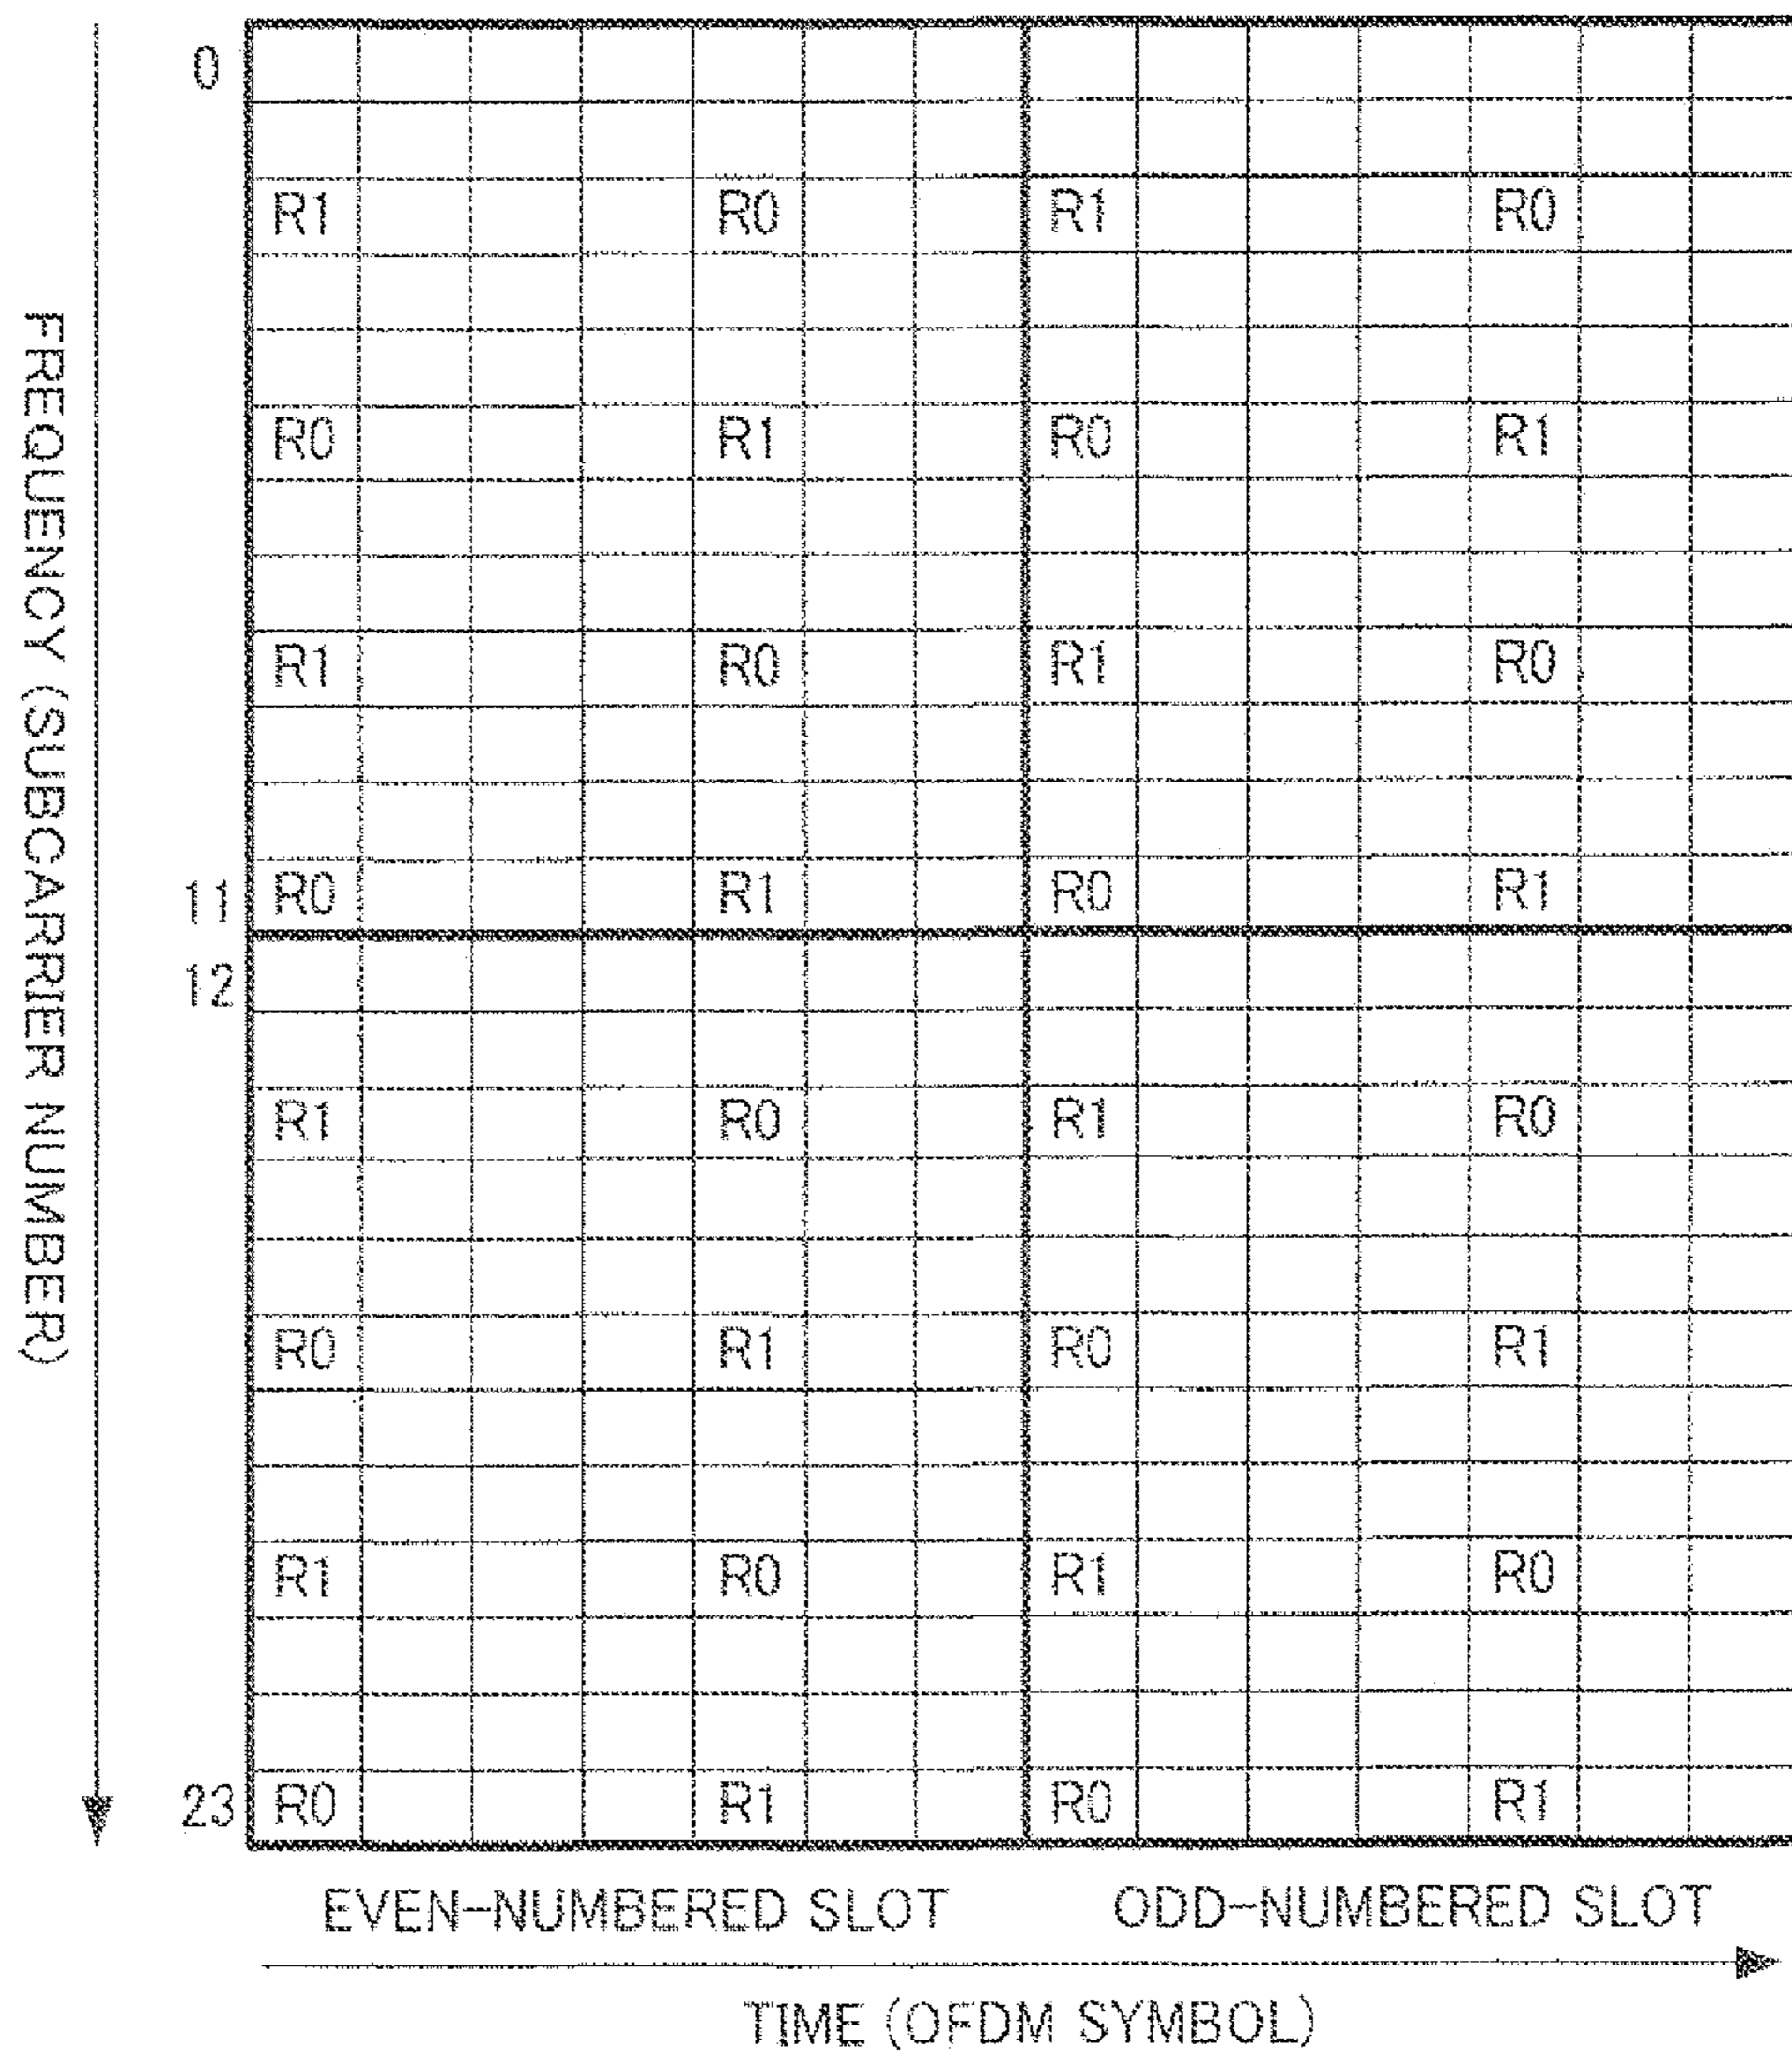 FREQUENCY (SUBCARRIER NUMBER)
0
R1 R0 R1 R0
R0 R1 R0 R1
R1 R0 R1 R0
11 R0 R1 R0 R1
12
R1 R0 R1 R0
R0 R1 R0 R1
R1 R0 R1 R0
23 R0 R1 R0 R1
EVEN-NUMBERED SLOT ODD-NUMBERED SLOT
TIME (OFDM SYMBOL)